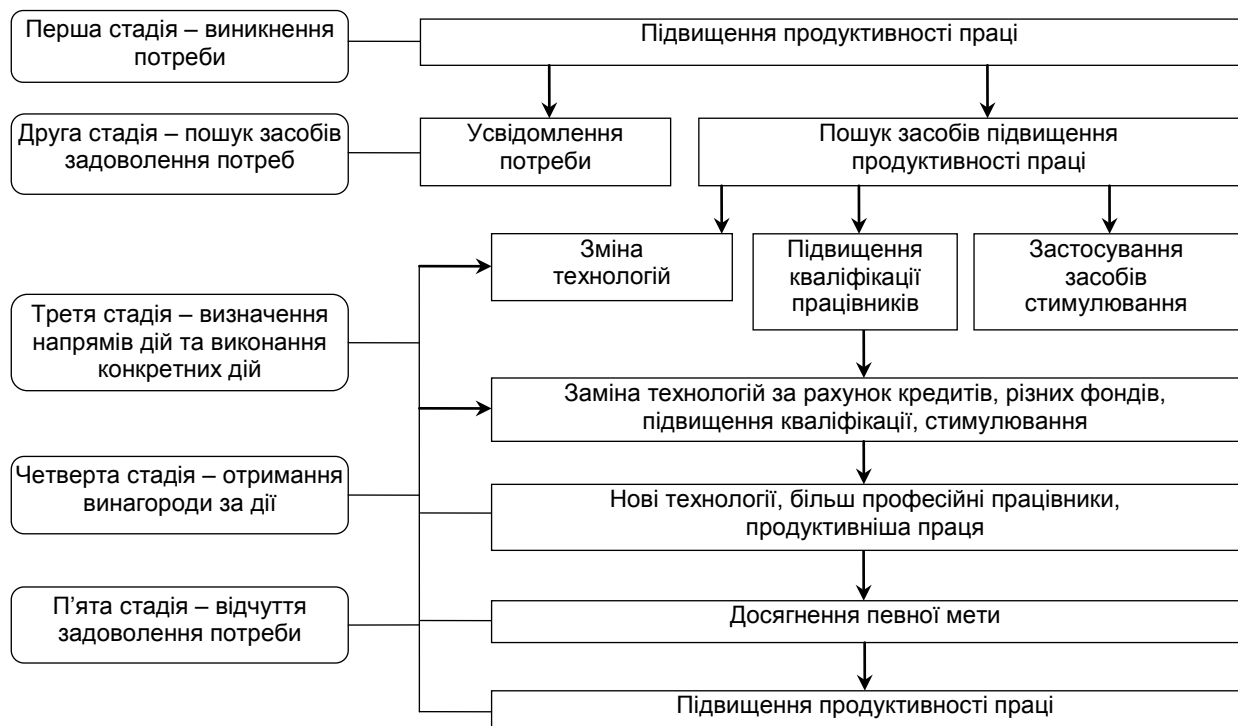 Перша стадія – виникнення
потреби
Підвищення продуктивності праці
Друга стадія – пошук засобів
задоволення потреб
Усвідомлення
потреби
Пошук засобів підвищення
продуктивності праці
Зміна
технологій
Підвищення
кваліфікації
працівників
Застосування
засобів
стимулювання
Третя стадія – визначення
напрямів дій та виконання
конкретних дій
Заміна технологій за рахунок кредитів, різних фондів,
підвищення кваліфікації, стимулювання
Четверта стадія – отримання
винагороди за дії
Нові технології, більш професійні працівники,
продуктивніша праця
П’ята стадія – відчуття
задоволення потреби
Досягнення певної мети
Підвищення продуктивності праці